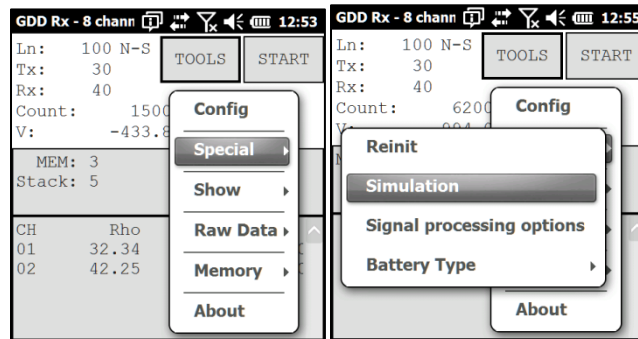 GDD Rx - 8 chann 12:53
Ln: 100 N-S
TOOLS START
Tx: 30
Rx: 40
Count: 1500
V: -433.8
MEM: 3
Stack: 5
CH Rho
01 32.34
02 42.25
Config
Special
Show
Raw Data
Memory
About
GDD Rx - 8 chann 12:55
Ln: 100 N-S
TOOLS START
Tx: 30
Rx: 40
Count: 6200
Config
Reinit
Simulation
Signal processing options
Battery Type
About